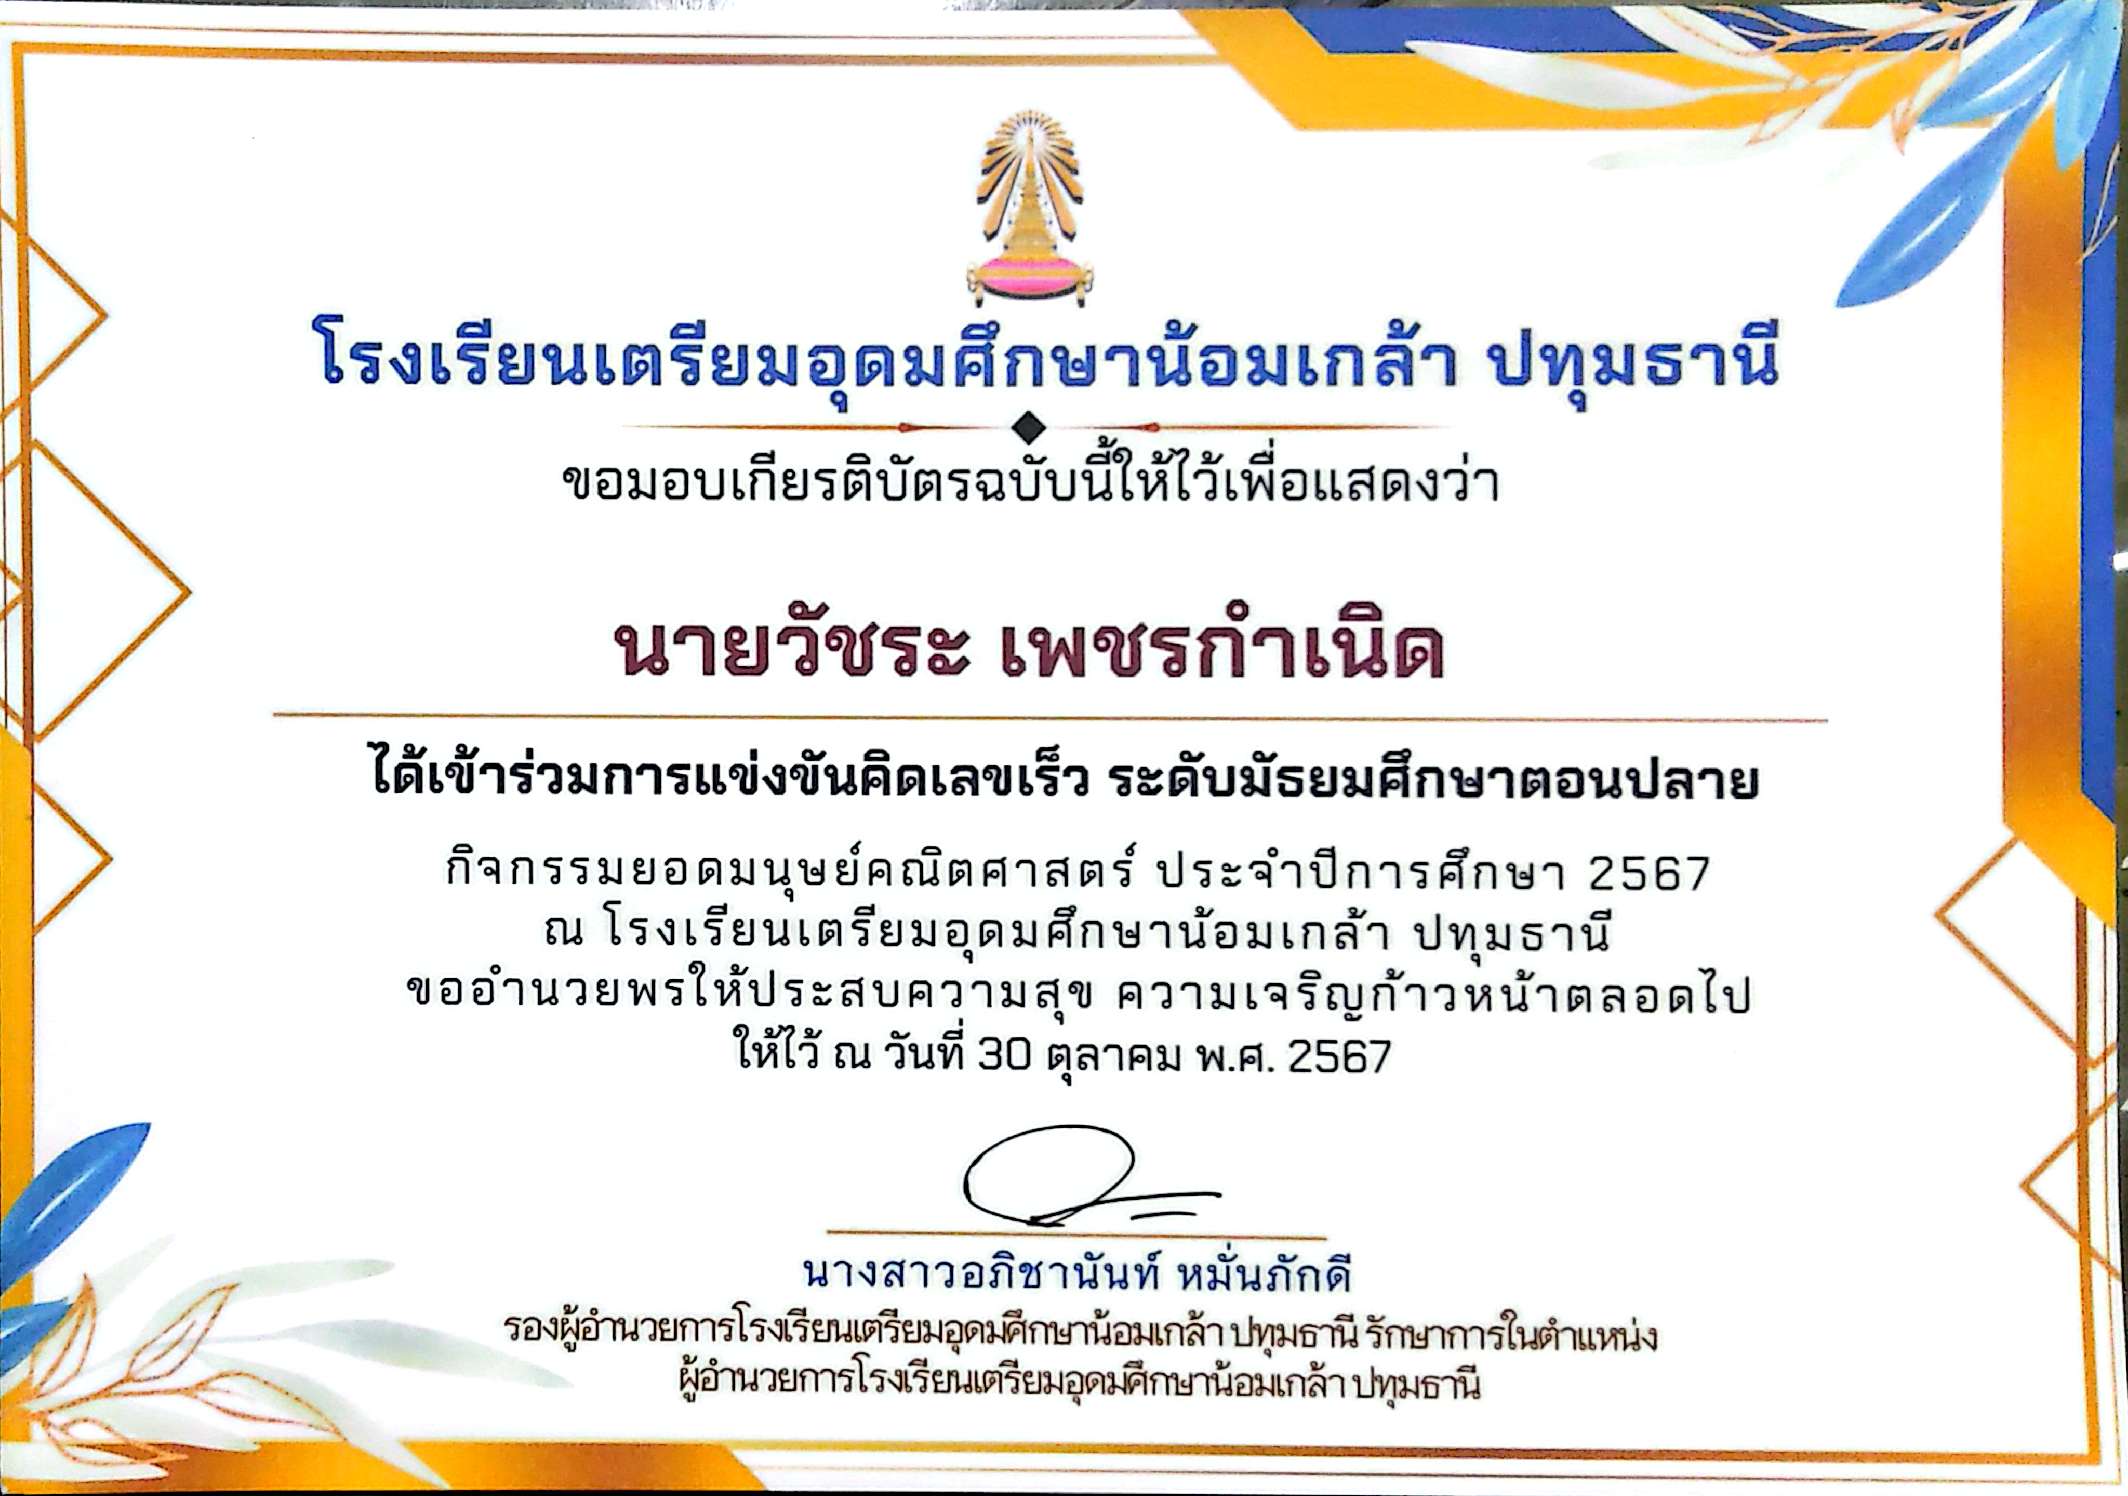 โรงเรียนเตรียมอุดมศึกษาน้อมเกล้า ปทุมธานี
ขอมอบเกียรติบัตรฉบับนี้ให้ไว้เพื่อแสดงว่า
นายวัชระ เพชรกำเนิด
ได้เข้าร่วมการแข่งขันคิดเลขเร็ว ระดับมัธยมศึกษาตอนปลาย
กิจกรรมยอดมนุษย์คณิตศาสตร์ ประจำปีการศึกษา 2567
ณ โรงเรียนเตรียมอุดมศึกษาน้อมเกล้า ปทุมธานี
ขออำนวยพรให้ประสบความสุข ความเจริญก้าวหน้าตลอดไป
ให้ไว้ ณ วันที่ 30 ตุลาคม พ.ศ. 2567
นางสาวอภิชานันท์ หมั่นภักดี
รองผู้อำนวยการโรงเรียนเตรียมอุดมศึกษาน้อมเกล้า ปทุมธานี รักษาการในตำแหน่ง
ผู้อำนวยการโรงเรียนเตรียมอุดมศึกษาน้อมเกล้า ปทุมธานี